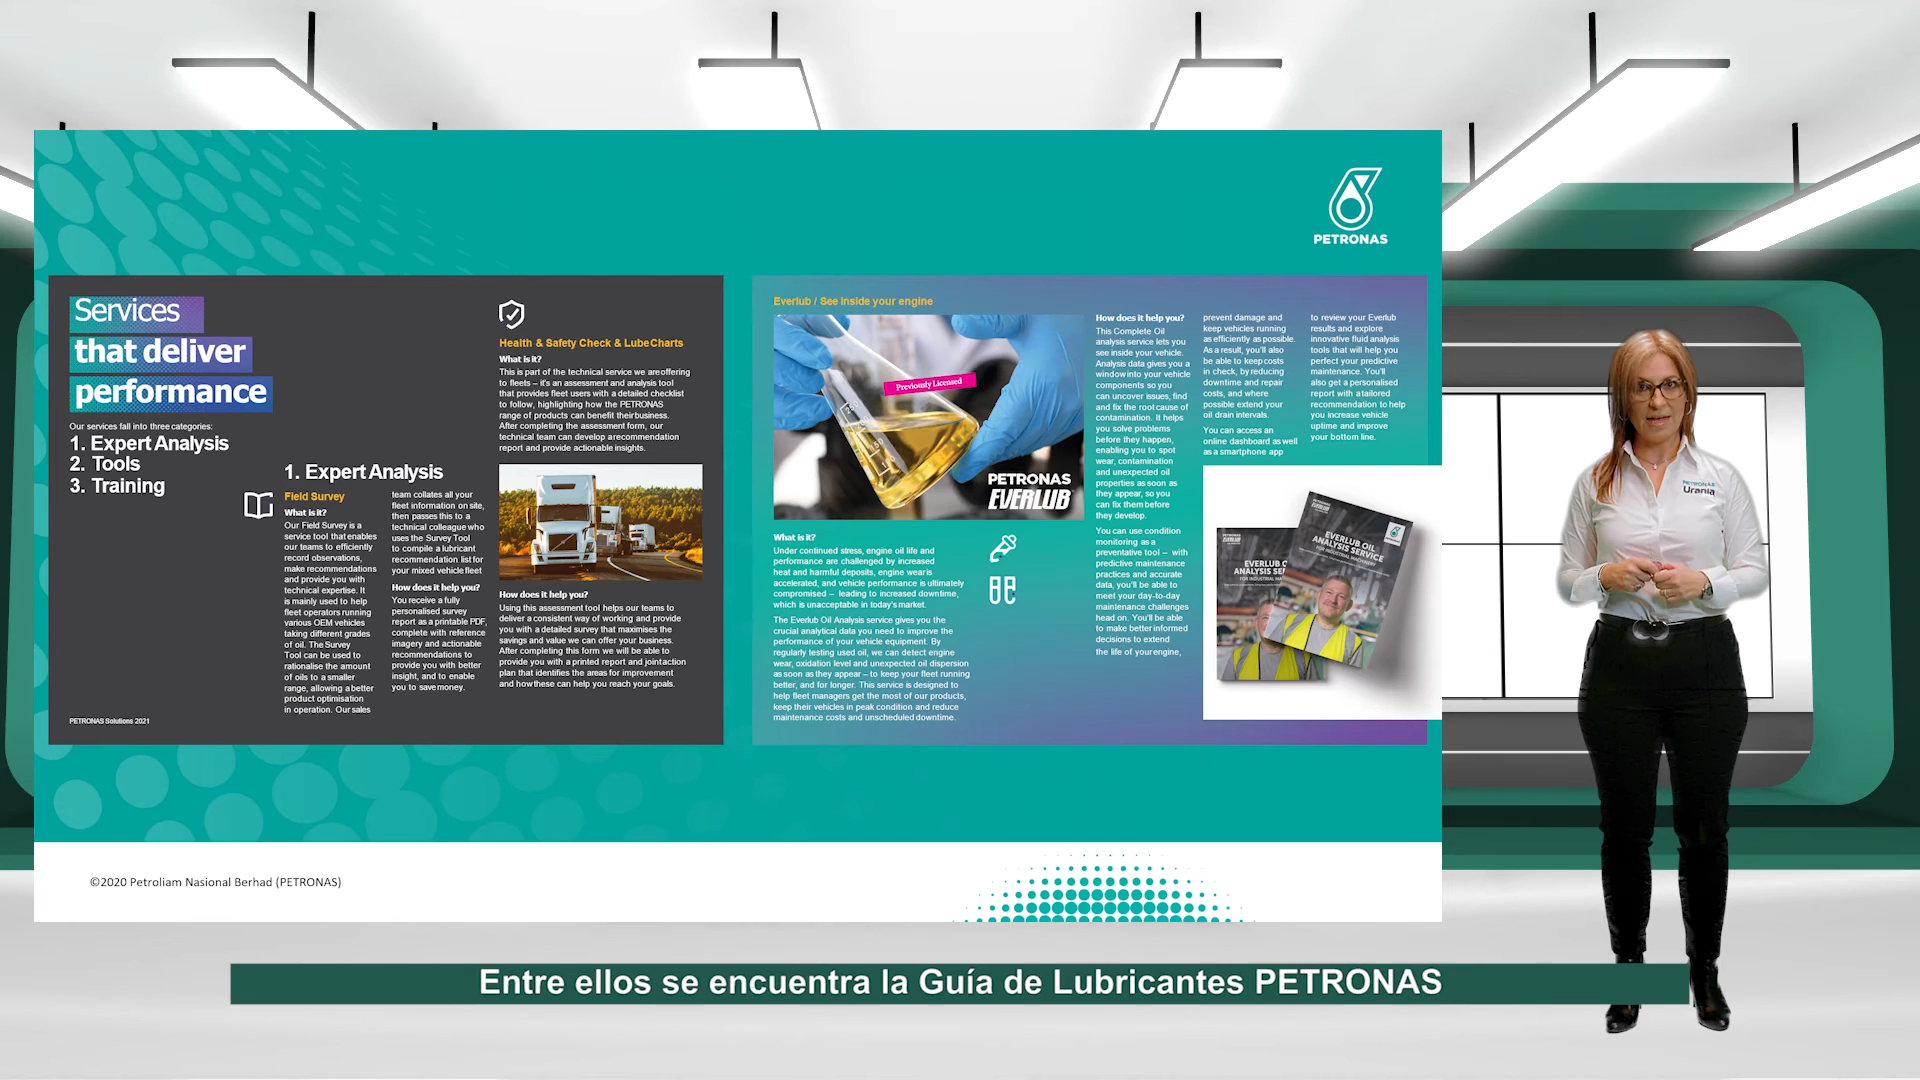 PETRONAS
Services
that deliver
performance
Our services fall into three categories:
1. Expert Analysis
2. Tools
3. Training
1. Expert Analysis
Field Survey
What is it?
Our Field Survey is a
service tool that enables
our teams to efficiently
record observations,
make recommendations
and provide you with
technical expertise. It
is mainly used to help
fleet operators running
various OEM vehicles
taking different grades
of oil. The Survey
Tool can be used to
rationalise the amount
of oils to a smaller
range, allowing a better
product optimisation
in operation. Our sales
team collates all your
fleet information on site,
then passes this to a
technical colleague who
uses the Survey Tool
to compile a lubricant
recommendation list for
your mixed vehicle fleet
How does it help you?
You receive a fully
personalised survey
report as a printable PDF,
complete with reference
imagery and actionable
recommendations to
provide you with better
insight, and to enable
you to save money.
Health & Safety Check & LubeCharts
What is it?
This is part of the technical service we are offering
to fleets – it's an assessment and analysis tool
that provides fleet users with a detailed checklist
to follow, highlighting how the PETRONAS
range of products can benefit their business.
After completing the assessment form, our
technical team can develop a recommendation
report and provide actionable insights.
How does it help you?
Using this assessment tool helps our teams to
deliver a consistent way of working and provide
you with a detailed survey that maximises the
savings and value we can offer your business.
After completing this form we will be able to
provide you with a printed report and joint action
plan that identifies the areas for improvement
and how these can help you reach your goals.
PETRONAS Solutions 2021
Everlub / See inside your engine
Previously Licensed
PETRONAS
EVERLUB
What is it?
Under continued stress, engine oil life and
performance are challenged by increased
heat and harmful deposits, engine wear is
accelerated, and vehicle performance is ultimately
compromised – leading to increased downtime,
which is unacceptable in today's market.
The Everlub Oil Analysis service gives you the
crucial analytical data you need to improve the
performance of your vehicle equipment. By
regularly testing used oil, we can detect engine
wear, oxidation level and unexpected oil dispersion
as soon as they appear – to keep your fleet running
better, and for longer. This service is designed to
help fleet managers get the most of our products,
keep their vehicles in peak condition and reduce
maintenance costs and unscheduled downtime.
How does it help you?
This Complete Oil
analysis service lets you
see inside your vehicle.
Analysis data gives you a
window into your vehicle
components so you
can uncover issues, find
and fix the root cause of
contamination. It helps
you solve problems
before they happen,
enabling you to spot
wear, contamination
and unexpected oil
properties as soon as
they appear, so you
can fix them before
they develop.
You can use condition
monitoring as a
preventative tool – with
predictive maintenance
practices and accurate
data, you'll be able to
meet your day-to-day
maintenance challenges
head on. You'll be able
to make better informed
decisions to extend
the life of your engine,
prevent damage and
keep vehicles running
as efficiently as possible.
As a result, you'll also
be able to keep costs
in check, by reducing
downtime and repair
costs, and where
possible extend your
oil drain intervals.
You can access an
online dashboard as well
as a smartphone app
to review your Everlub
results and explore
innovative fluid analysis
tools that will help you
perfect your predictive
maintenance. You'll
also get a personalised
report with a tailored
recommendation to help
you increase vehicle
uptime and improve
your bottom line.
EVERLUB OIL
ANALYSIS SERVICE
FOR INDUSTRIAL MACHINERY
PETRONAS
Urania
©2020 Petroliam Nasional Berhad (PETRONAS)
Entre ellos se encuentra la Guía de Lubricantes PETRONAS